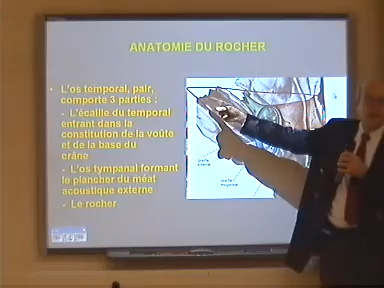 ANATOMIE DU ROCHER
• L'os temporal, pair,
comporte 3 parties :
- L'écaille du temporal
entrant dans la
constitution de la voûte
et de la base du
crâne
- L'os tympanal formant
le plancher du méat
acoustique externe
- Le rocher